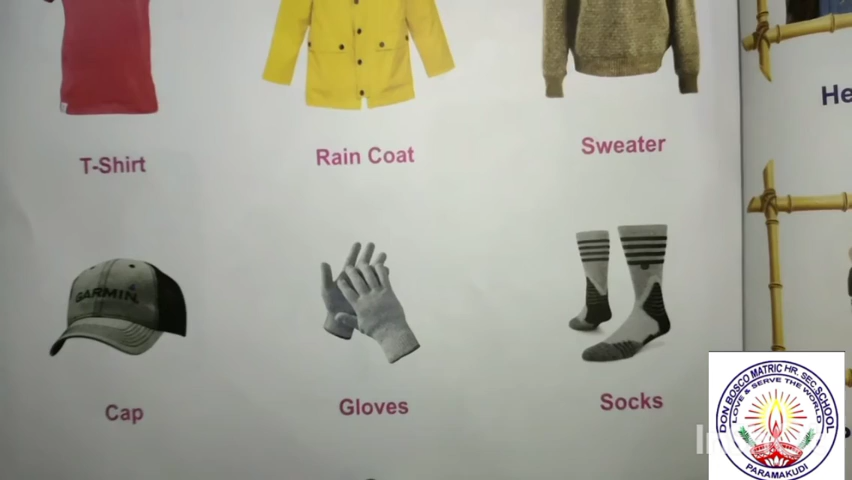 T-Shirt
Rain Coat
Sweater
He
GARMIN
Cap
Gloves
Socks
DON BOSCO MATRIC HR. SEC. SCHOOL
LOVE & SERVE THE WORLD
PARAMAKUDI